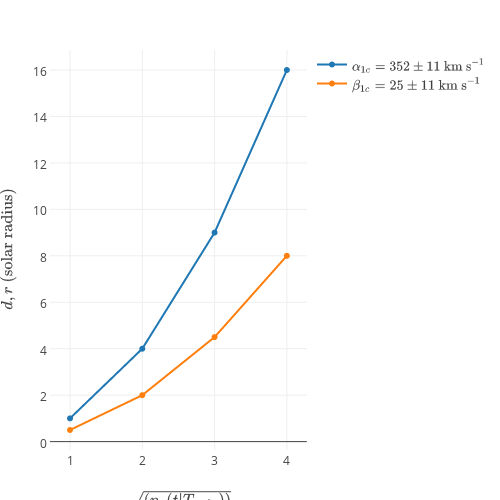 16
14
12
10
8
6
4
2
0
1 2 3 4
d, r (solar radius)
α₁c = 352 ± 11 km s⁻¹
β₁c = 25 ± 11 km s⁻¹